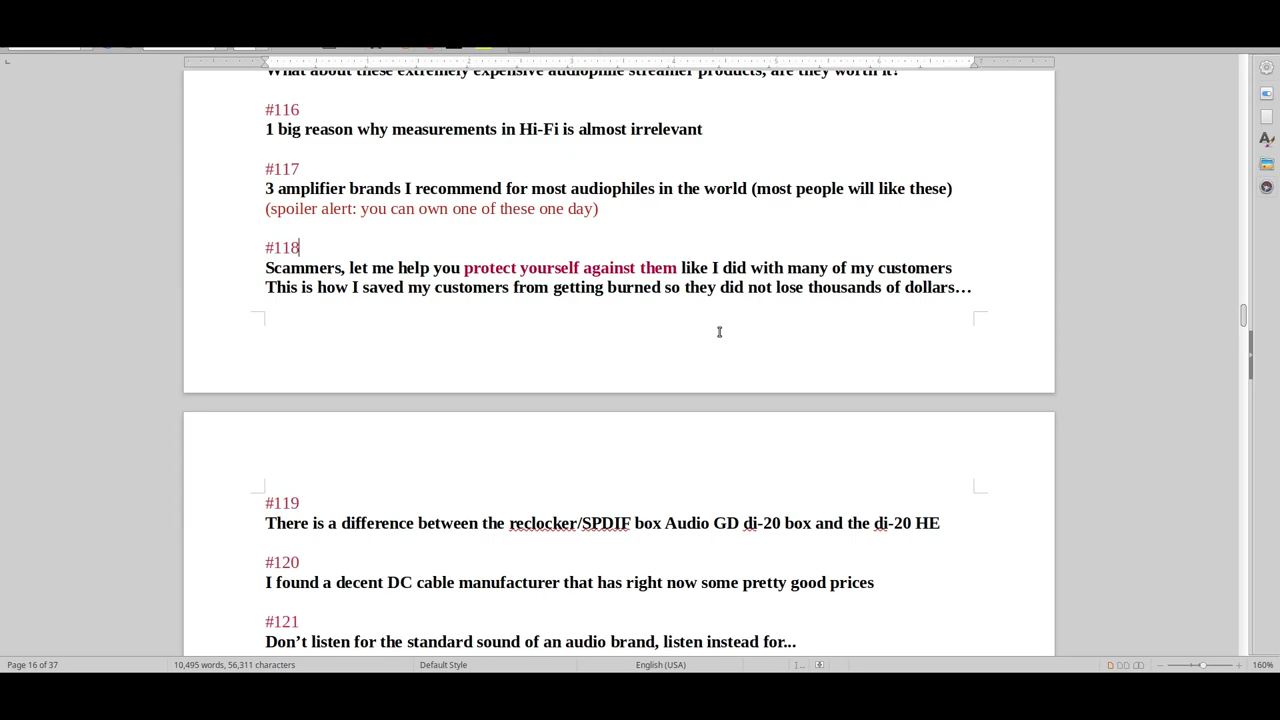 What about these extremely expensive audiophile streamer products, are they worth it?
#116
1 big reason why measurements in Hi-Fi is almost irrelevant
#117
3 amplifier brands I recommend for most audiophiles in the world (most people will like these)
(spoiler alert: you can own one of these one day)
#118
Scammers, let me help you protect yourself against them like I did with many of my customers
This is how I saved my customers from getting burned so they did not lose thousands of dollars…
#119
There is a difference between the reclocker/SPDIF box Audio GD di-20 box and the di-20 HE
#120
I found a decent DC cable manufacturer that has right now some pretty good prices
#121
Don’t listen for the standard sound of an audio brand, listen instead for...
Page 16 of 37 10,495 words, 56,311 characters Default Style English (USA) 160%